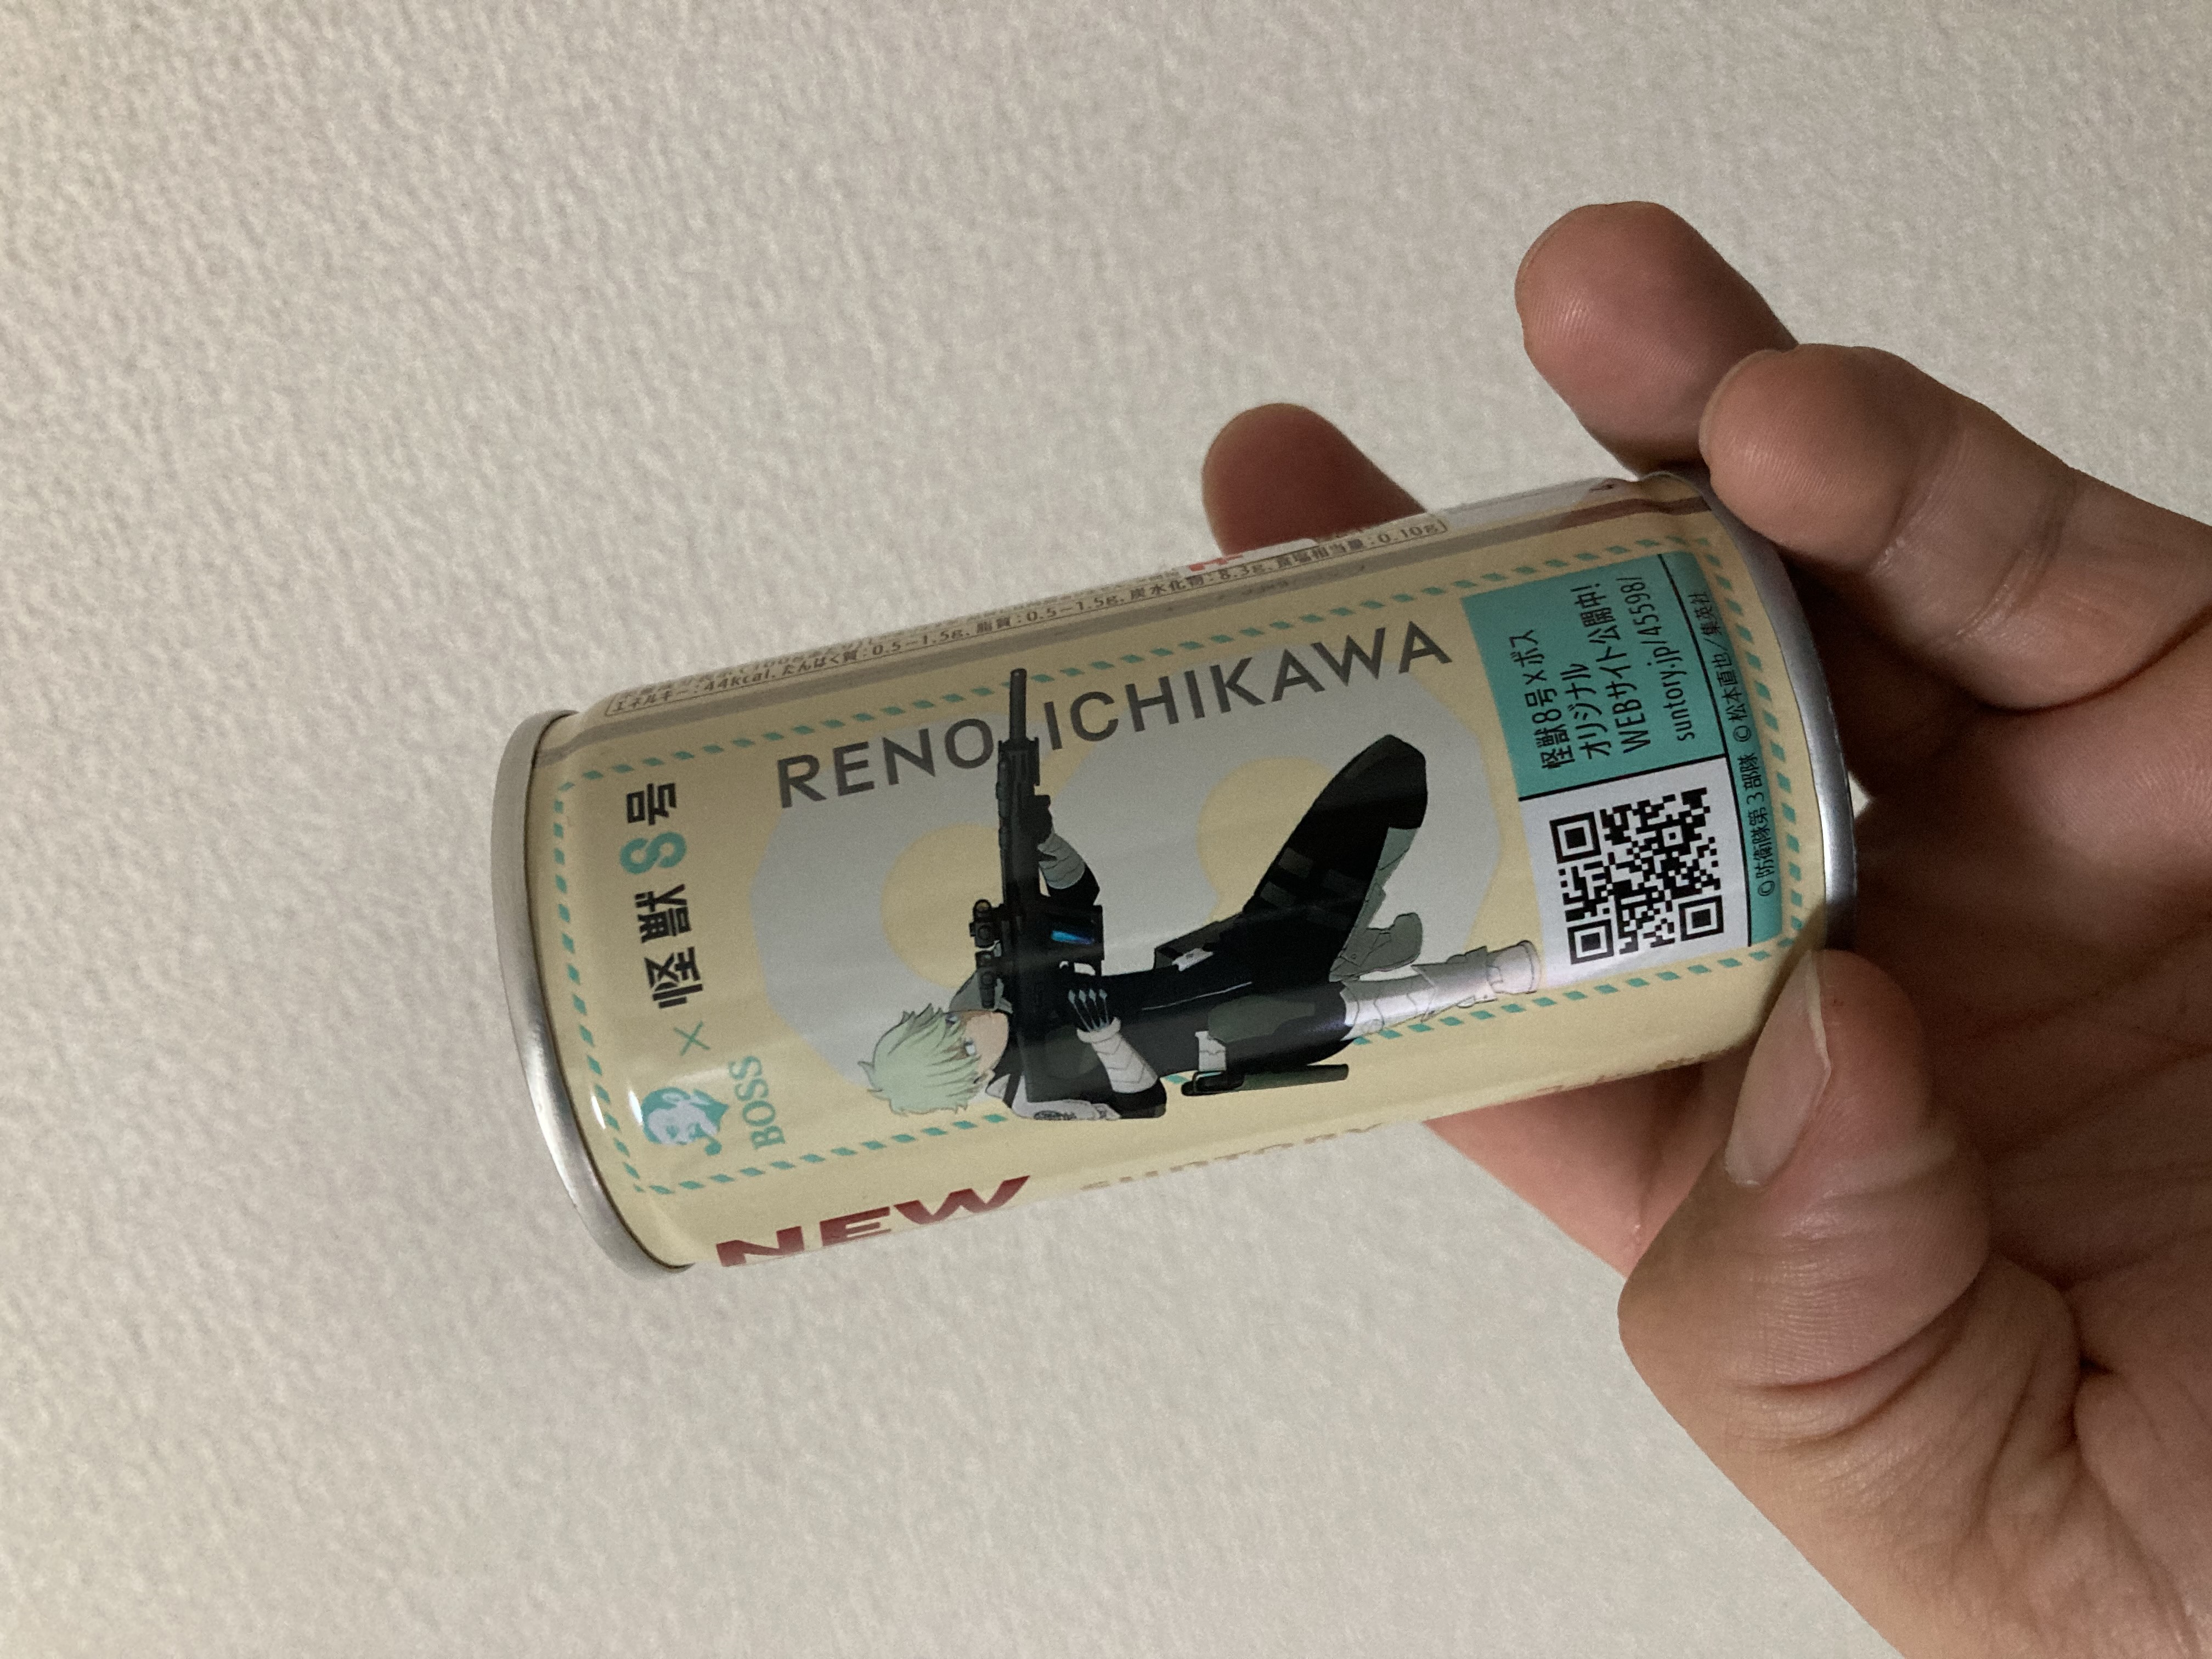 BOSS
×
怪獣8号
RENO ICHIKAWA
怪獣8号×ボス
オリジナル
WEBサイト公開中!
suntory.jp/45598/
©防衛隊第3部隊 ©松本直也/集英社
エネルギー:44kcal、たんぱく質:0.5~1.5g、脂質:0.5~1.5g、炭水化物:8.3g、食塩相当量:0.10g
NEW
SUNTORY